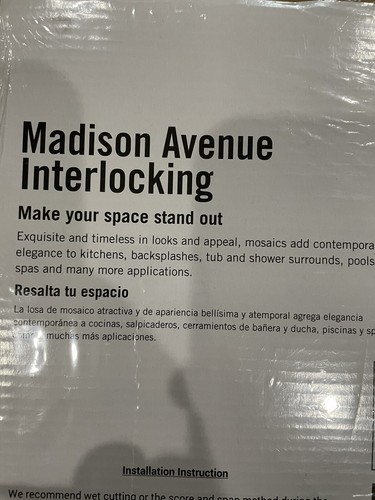 Madison Avenue
Interlocking
Make your space stand out
Exquisite and timeless in looks and appeal, mosaics add contempora
elegance to kitchens, backsplashes, tub and shower surrounds, pools
spas and many more applications.
Resalta tu espacio
La losa de mosaico atractiva y de apariencia bellísima y atemporal agrega elegancia
contemporánea a cocinas, salpicaderos, cerramientos de bañera y ducha, piscinas y sp
muchas más aplicaciones.
Installation Instruction
We recommend wet cutting or the score and snap method during the